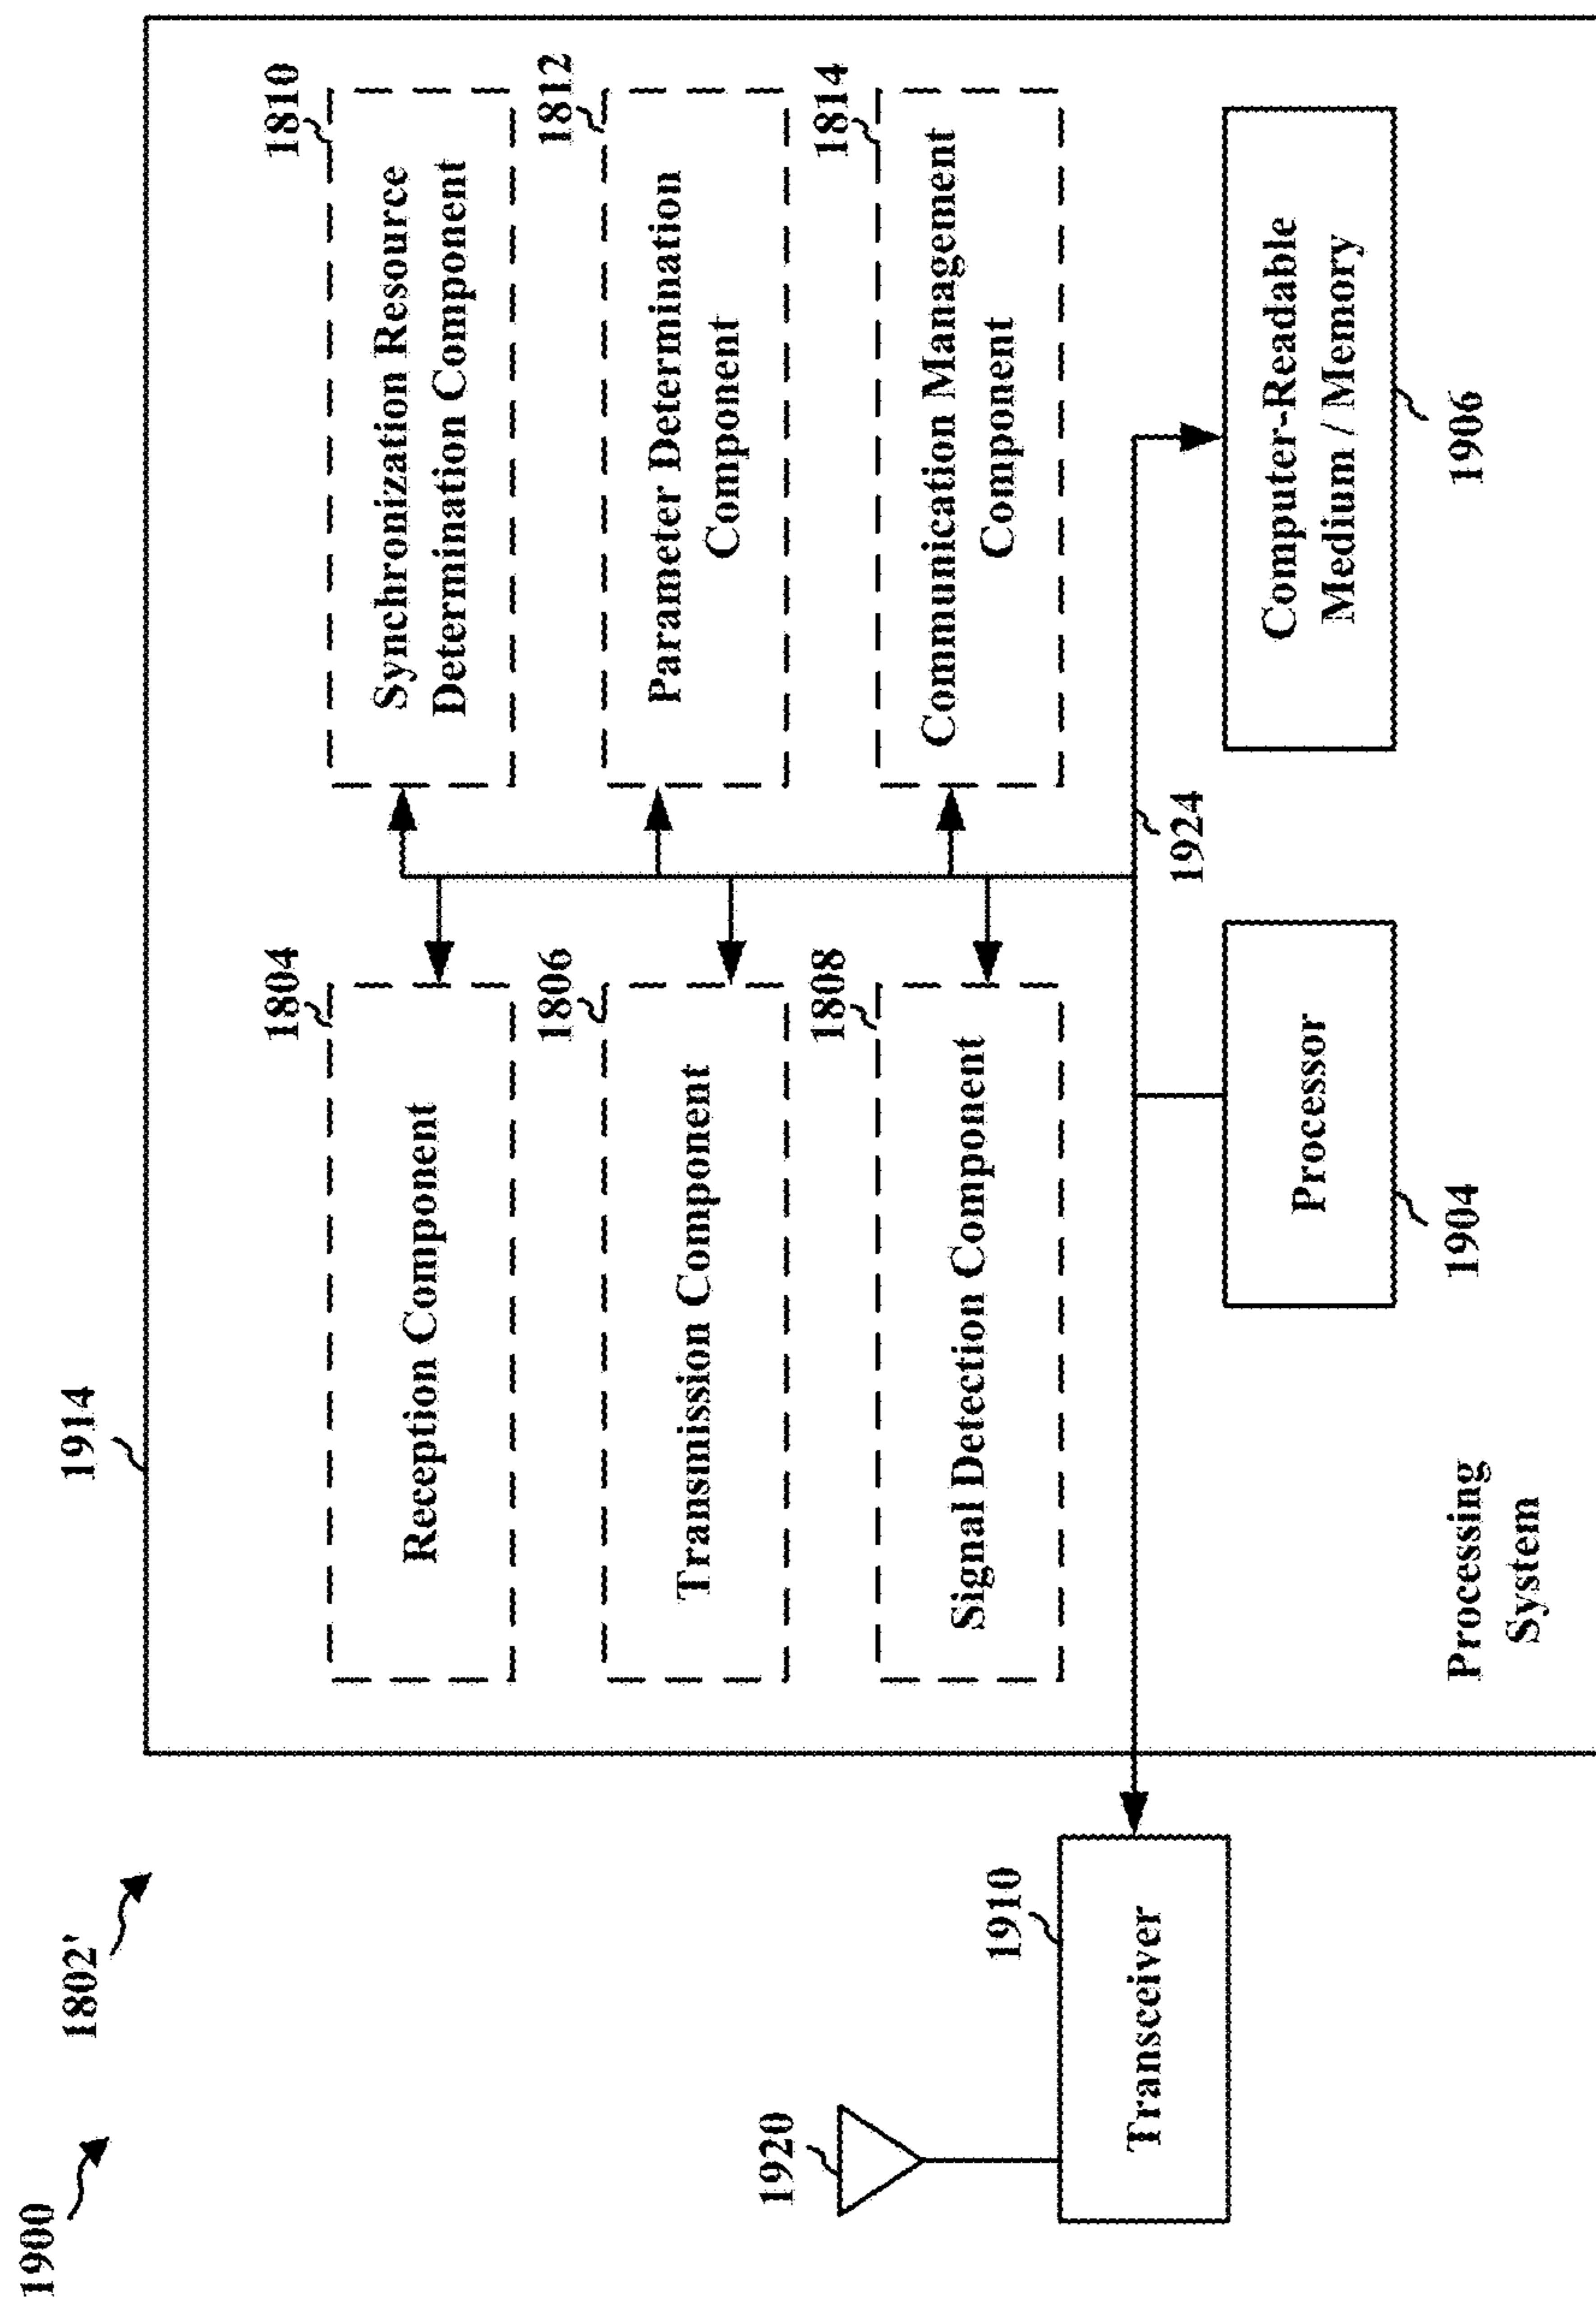 1900
1802'
1914
1804
Reception Component
1810
Synchronization Resource
Determination Component
1806
Transmission Component
1812
Parameter Determination
Component
1808
Signal Detection Component
1814
Communication Management
Component
1920
1910
Transceiver
1924
Processor
1904
Computer-Readable
Medium / Memory
1906
Processing
System